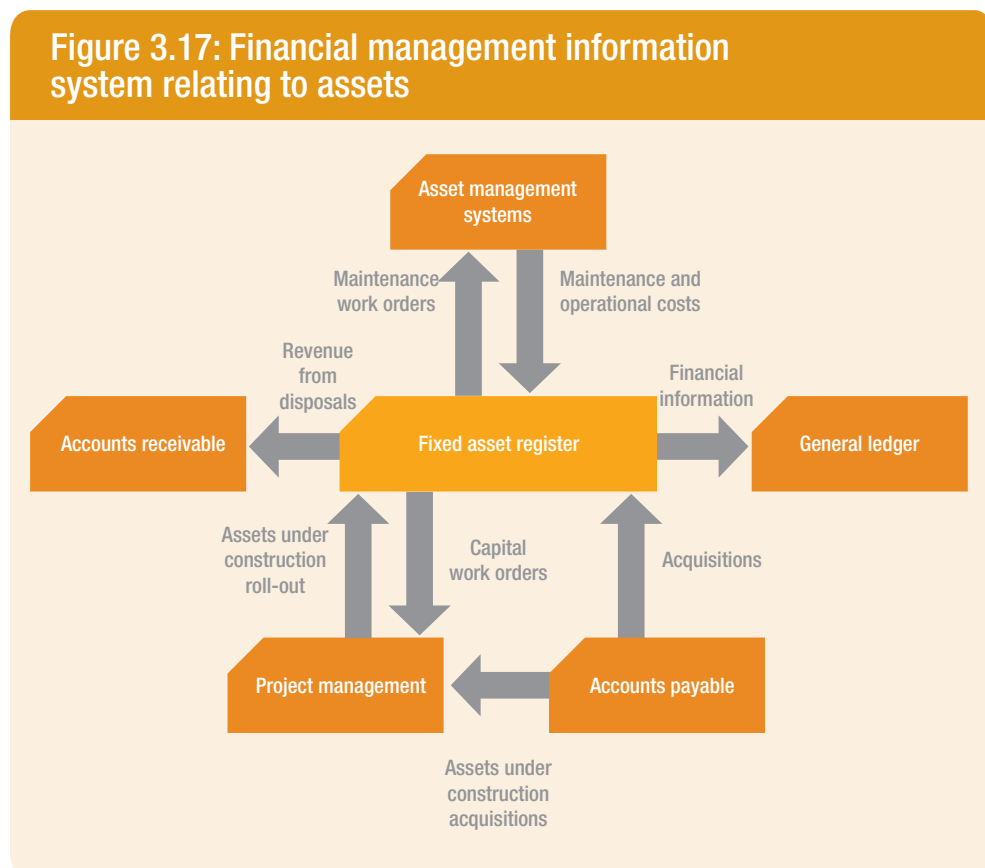 Figure 3.17: Financial management information
system relating to assets
Asset management
systems
Maintenance
work orders
Maintenance and
operational costs
Revenue
from
disposals
Financial
information
Accounts receivable
Fixed asset register
General ledger
Assets under
construction
roll-out
Capital
work orders
Acquisitions
Project management
Accounts payable
Assets under
construction
acquisitions